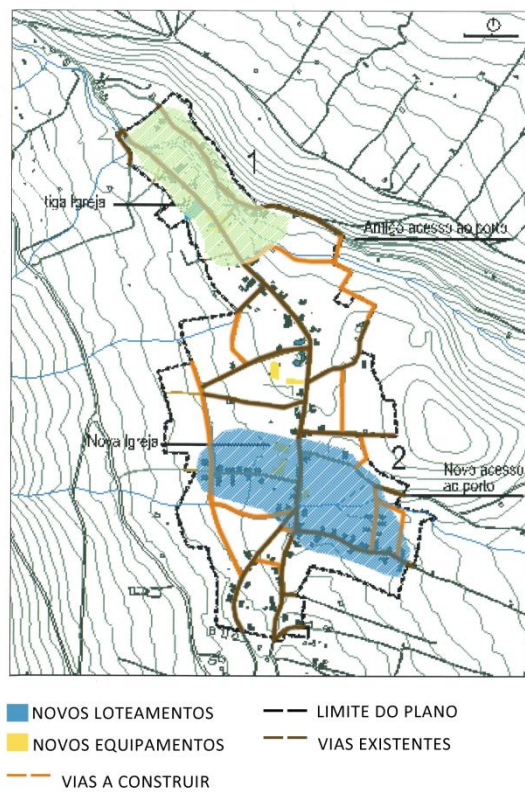 1
tiga Igreja
Antigo acesso ao porto
Nova Igreja
2
Novo acesso
ao porto
NOVOS LOTEAMENTOS
LIMITE DO PLANO
NOVOS EQUIPAMENTOS
VIAS EXISTENTES
VIAS A CONSTRUIR